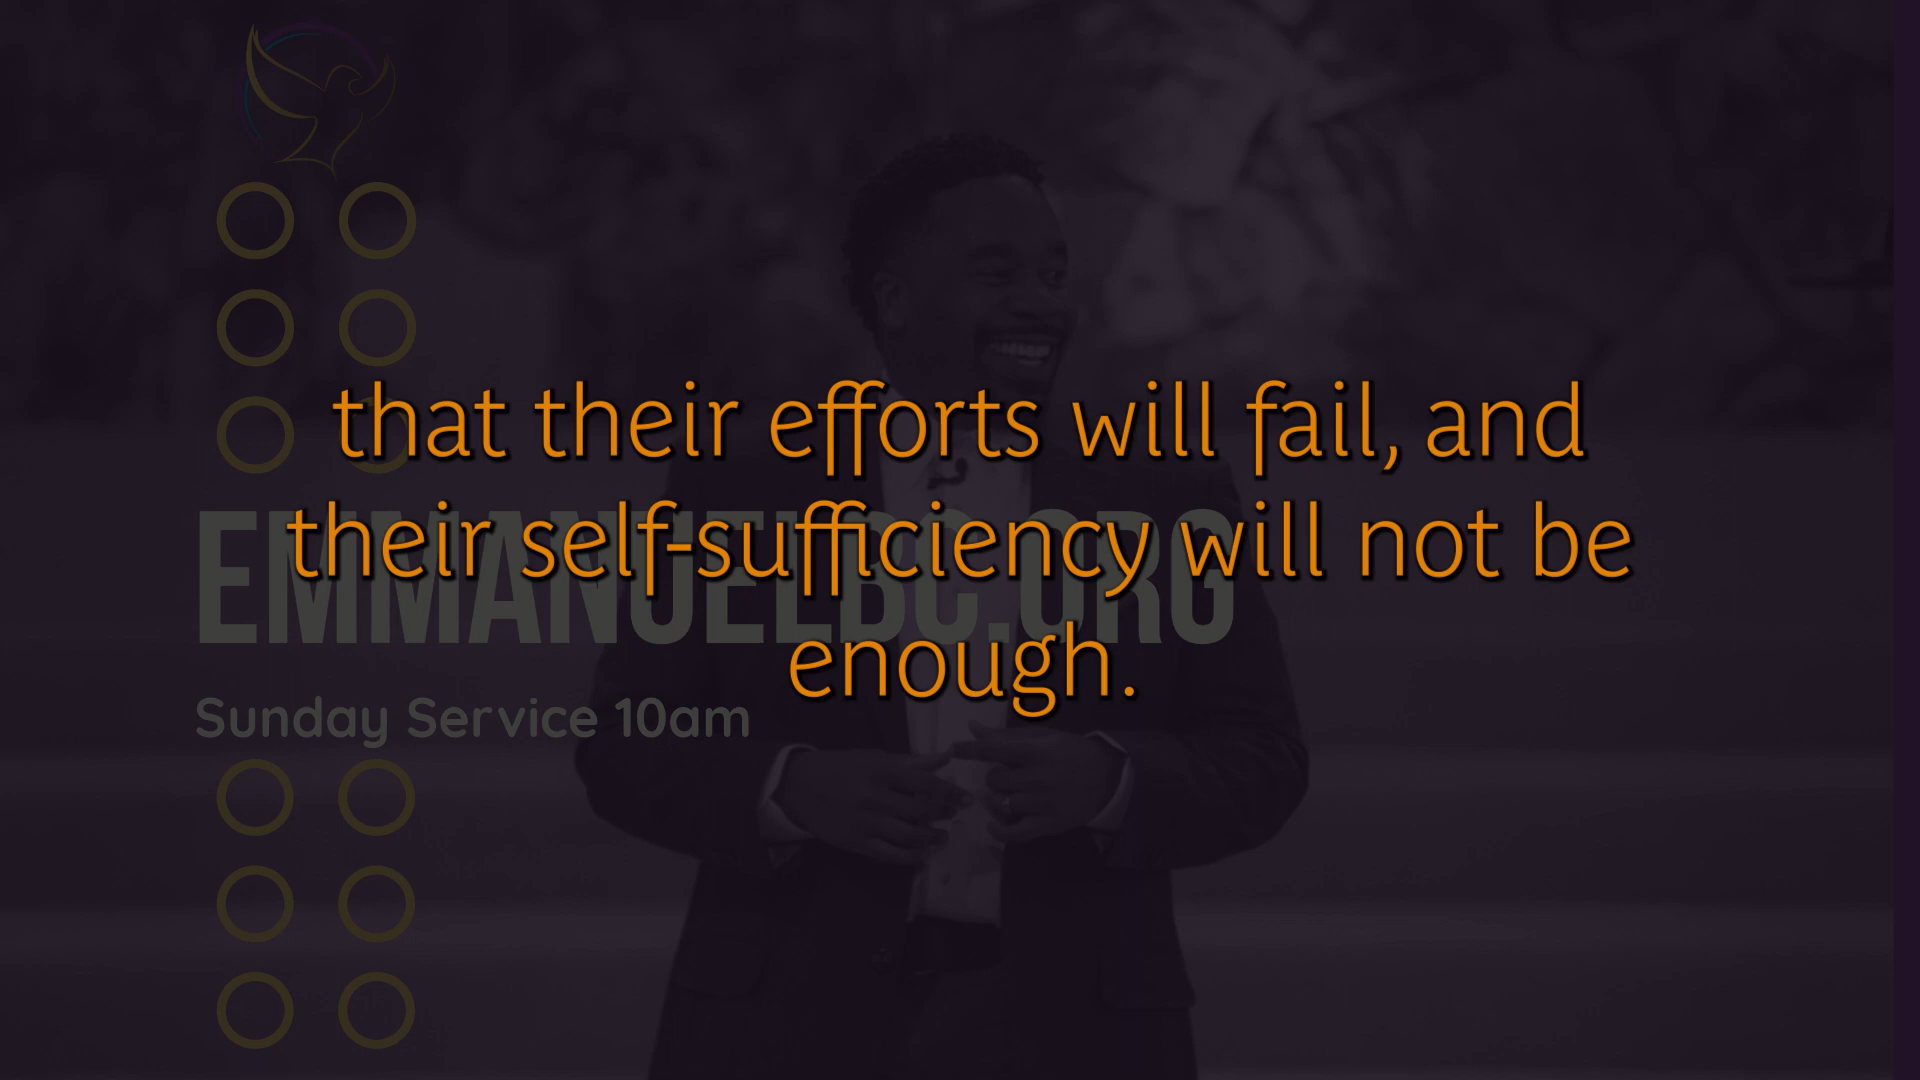 that their efforts will fail, and
their self-sufficiency will not be
enough.
EMMANUELBC.ORG
Sunday Service 10am